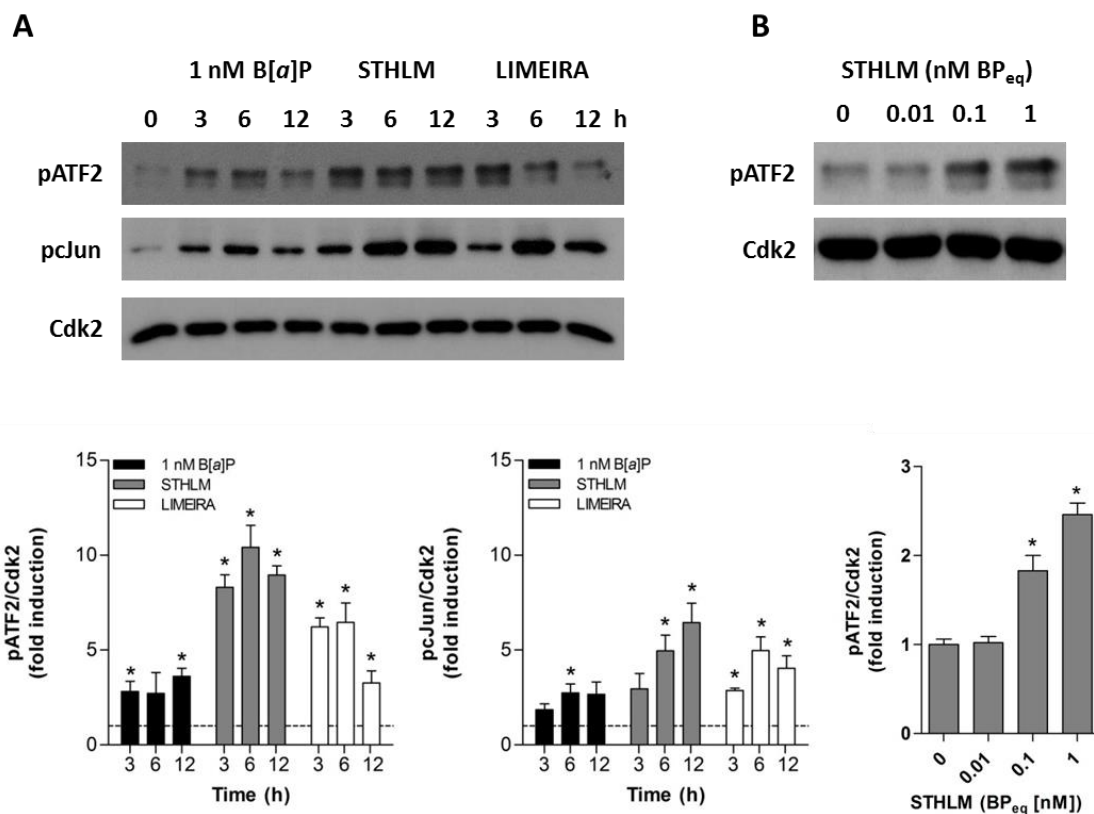 A
B
1 nM B[a]P STHLM LIMEIRA
0 3 6 12 3 6 12 3 6 12 h
pATF2
pcJun
Cdk2
STHLM (nM BPeq)
0 0.01 0.1 1
pATF2
Cdk2
1 nM B[a]P
STHLM
LIMEIRA
pATF2/Cdk2
(fold induction)
15
10
5
0
* * * * * * * *
3 6 12 3 6 12 3 6 12
Time (h)
1 nM B[a]P
STHLM
LIMEIRA
pcJun/Cdk2
(fold induction)
15
10
5
0
* * * * * *
3 6 12 3 6 12 3 6 12
Time (h)
pATF2/Cdk2
(fold induction)
3
2
1
0
* *
0 0.01 0.1 1
STHLM (BPeq [nM])